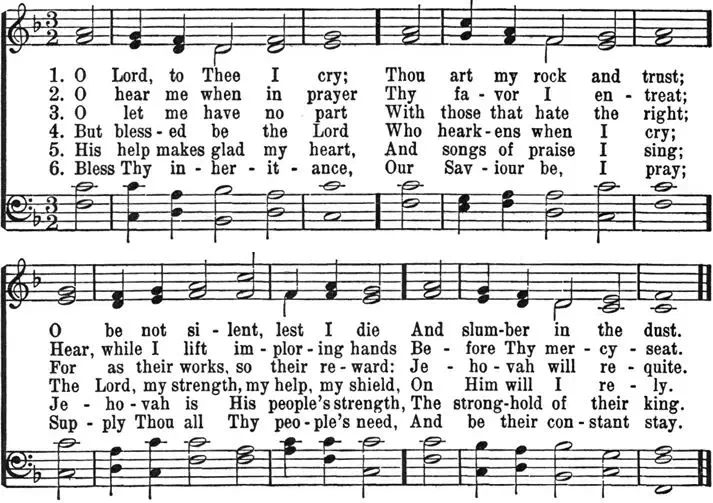 3
2
1. O Lord, to Thee I cry; Thou art my rock and trust;
2. O hear me when in prayer Thy fa - vor I en - treat;
3. O let me have no part With those that hate the right;
4. But bless - ed be the Lord Who heark - ens when I cry;
5. His help makes glad my heart, And songs of praise I sing;
6. Bless Thy in - her - it - ance, Our Sav - iour be, I pray;
3
2
O be not si - lent, lest I die And slum - ber in the dust.
Hear, while I lift im - plor - ing hands Be - fore Thy mer - cy - seat.
For as their works, so their re - ward: Je - ho - vah will re - quite.
The Lord, my strength, my help, my shield, On Him will I re - ly.
Je - ho - vah is His people's strength, The strong - hold of their king.
Sup - ply Thou all Thy peo - ple's need, And be their con - stant stay.